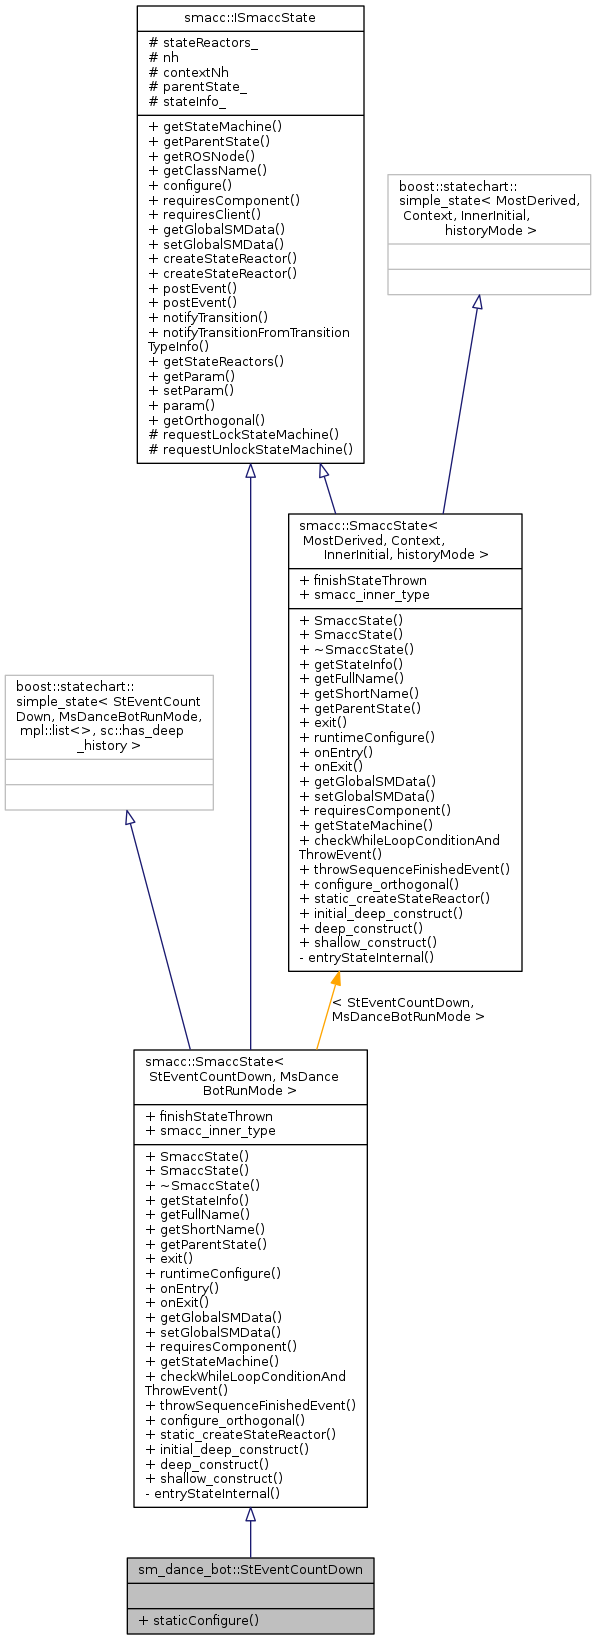 smacc::ISmaccState
# stateReactors_
# nh
# contextNh
# parentState_
# stateInfo_
+ getStateMachine()
+ getParentState()
+ getROSNode()
+ getClassName()
+ configure()
+ requiresComponent()
+ requiresClient()
+ getGlobalSMData()
+ setGlobalSMData()
+ createStateReactor()
+ createStateReactor()
+ postEvent()
+ postEvent()
+ notifyTransition()
+ notifyTransitionFromTransition
TypeInfo()
+ getStateReactors()
+ getParam()
+ setParam()
+ param()
+ getOrthogonal()
# requestLockStateMachine()
# requestUnlockStateMachine()
boost::statechart::
simple_state< MostDerived,
Context, InnerInitial,
historyMode >
smacc::SmaccState<
MostDerived, Context,
InnerInitial, historyMode >
+ finishStateThrown
+ smacc_inner_type
+ SmaccState()
+ SmaccState()
+ ~SmaccState()
+ getStateInfo()
+ getFullName()
+ getShortName()
+ getParentState()
+ exit()
+ runtimeConfigure()
+ onEntry()
+ onExit()
+ getGlobalSMData()
+ setGlobalSMData()
+ requiresComponent()
+ getStateMachine()
+ checkWhileLoopConditionAnd
ThrowEvent()
+ throwSequenceFinishedEvent()
+ configure_orthogonal()
+ static_createStateReactor()
+ initial_deep_construct()
+ deep_construct()
+ shallow_construct()
- entryStateInternal()
boost::statechart::
simple_state< StEventCount
Down, MsDanceBotRunMode,
mpl::list<>, sc::has_deep
_history >
< StEventCountDown,
MsDanceBotRunMode >
smacc::SmaccState<
StEventCountDown, MsDance
BotRunMode >
+ finishStateThrown
+ smacc_inner_type
+ SmaccState()
+ SmaccState()
+ ~SmaccState()
+ getStateInfo()
+ getFullName()
+ getShortName()
+ getParentState()
+ exit()
+ runtimeConfigure()
+ onEntry()
+ onExit()
+ getGlobalSMData()
+ setGlobalSMData()
+ requiresComponent()
+ getStateMachine()
+ checkWhileLoopConditionAnd
ThrowEvent()
+ throwSequenceFinishedEvent()
+ configure_orthogonal()
+ static_createStateReactor()
+ initial_deep_construct()
+ deep_construct()
+ shallow_construct()
- entryStateInternal()
sm_dance_bot::StEventCountDown
+ staticConfigure()